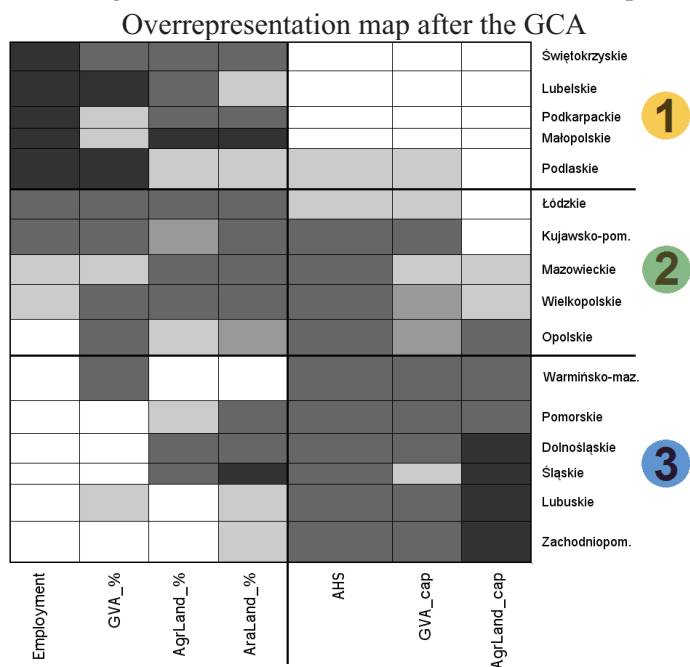 Overrepresentation map after the GCA
Świętokrzyskie
Lubelskie
Podkarpackie
Małopolskie
Podlaskie
1
Łódzkie
Kujawsko-pom.
Mazowieckie
Wielkopolskie
Opolskie
2
Warmińsko-maz.
Pomorskie
Dolnośląskie
Śląskie
Lubuskie
Zachodniopom.
3
Employment
GVA_%
AgrLand_%
AraLand_%
AHS
GVA_cap
AgrLand_cap